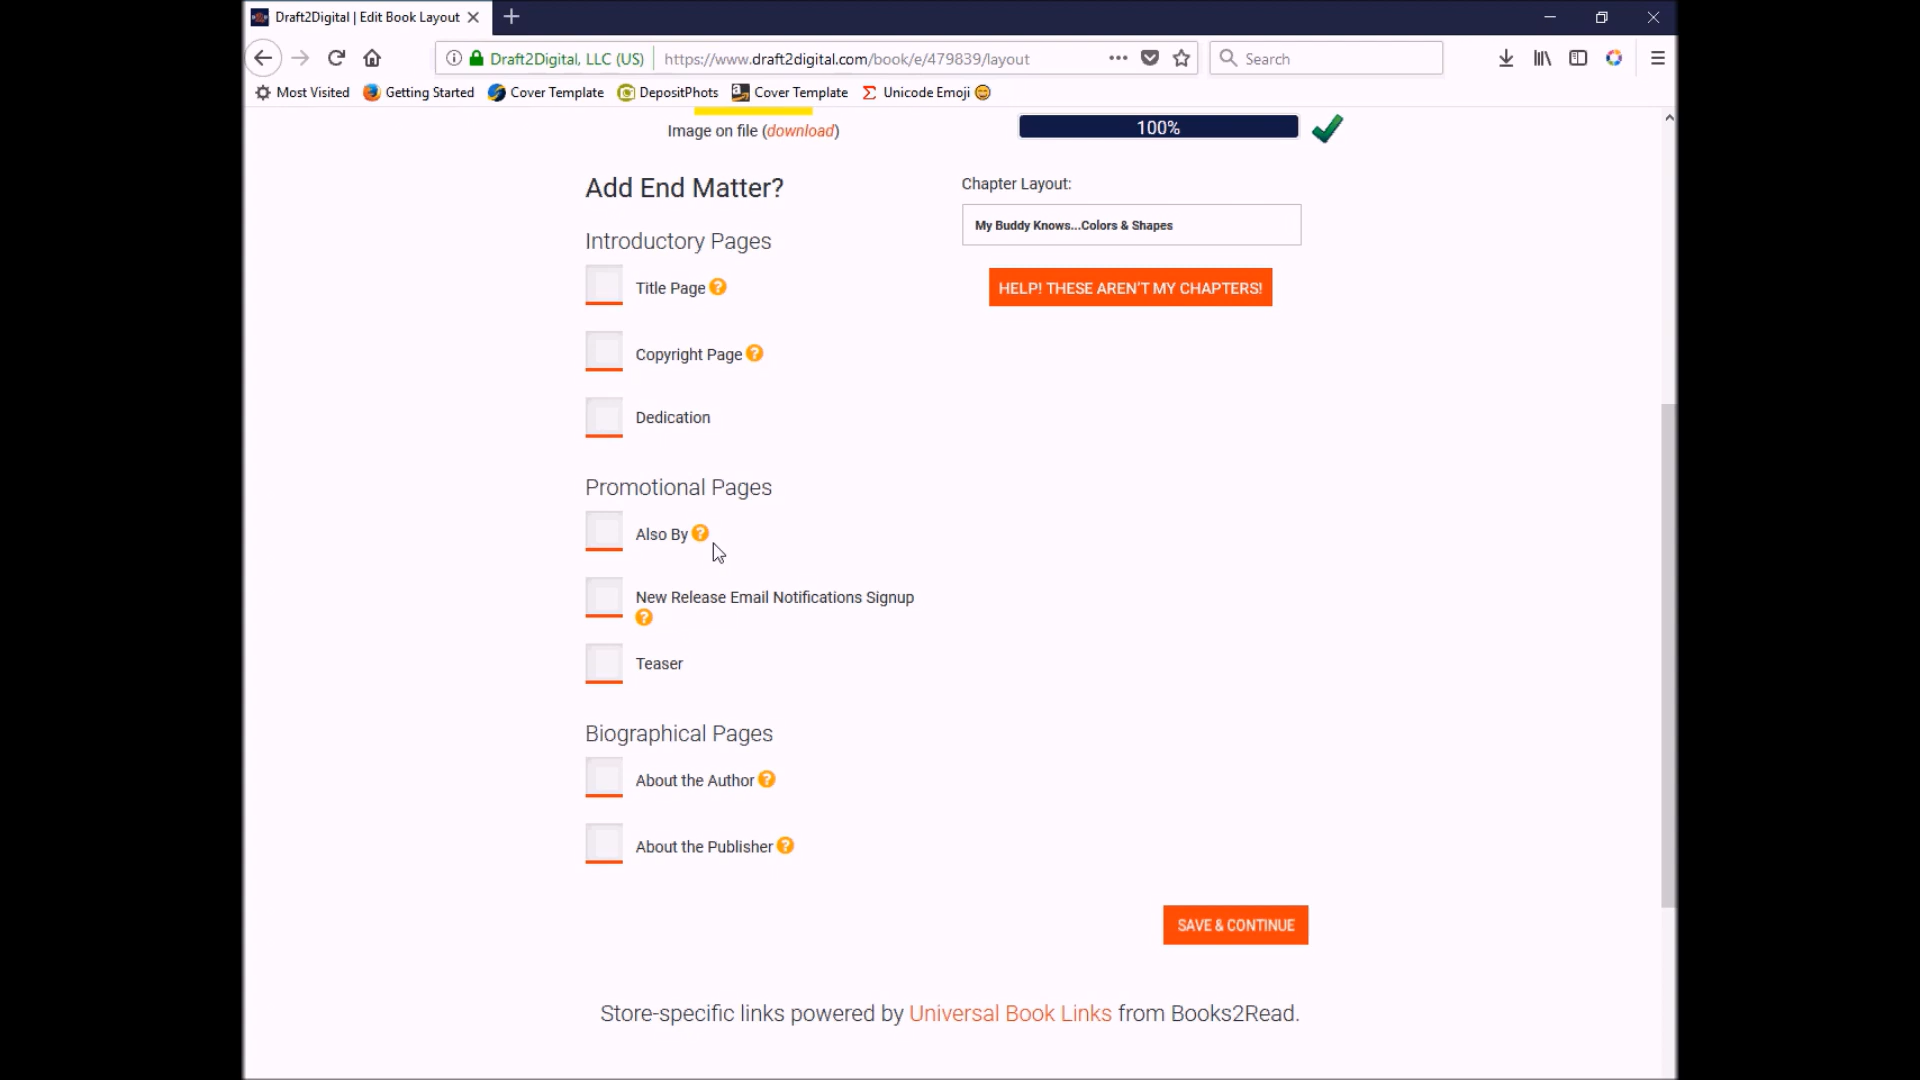 Draft2Digital | Edit Book Layout
Draft2Digital, LLC (US)
https://www.draft2digital.com/book/e/479839/layout
Search
Most Visited
Getting Started
Cover Template
DepositPhots
Cover Template
Unicode Emoji 😊
Image on file (download)
100%
Add End Matter?
Chapter Layout:
My Buddy Knows...Colors & Shapes
Introductory Pages
HELP! THESE AREN'T MY CHAPTERS!
Title Page ?
Copyright Page ?
Dedication
Promotional Pages
Also By ?
New Release Email Notifications Signup
?
Teaser
Biographical Pages
About the Author ?
About the Publisher ?
SAVE & CONTINUE
Store-specific links powered by Universal Book Links from Books2Read.